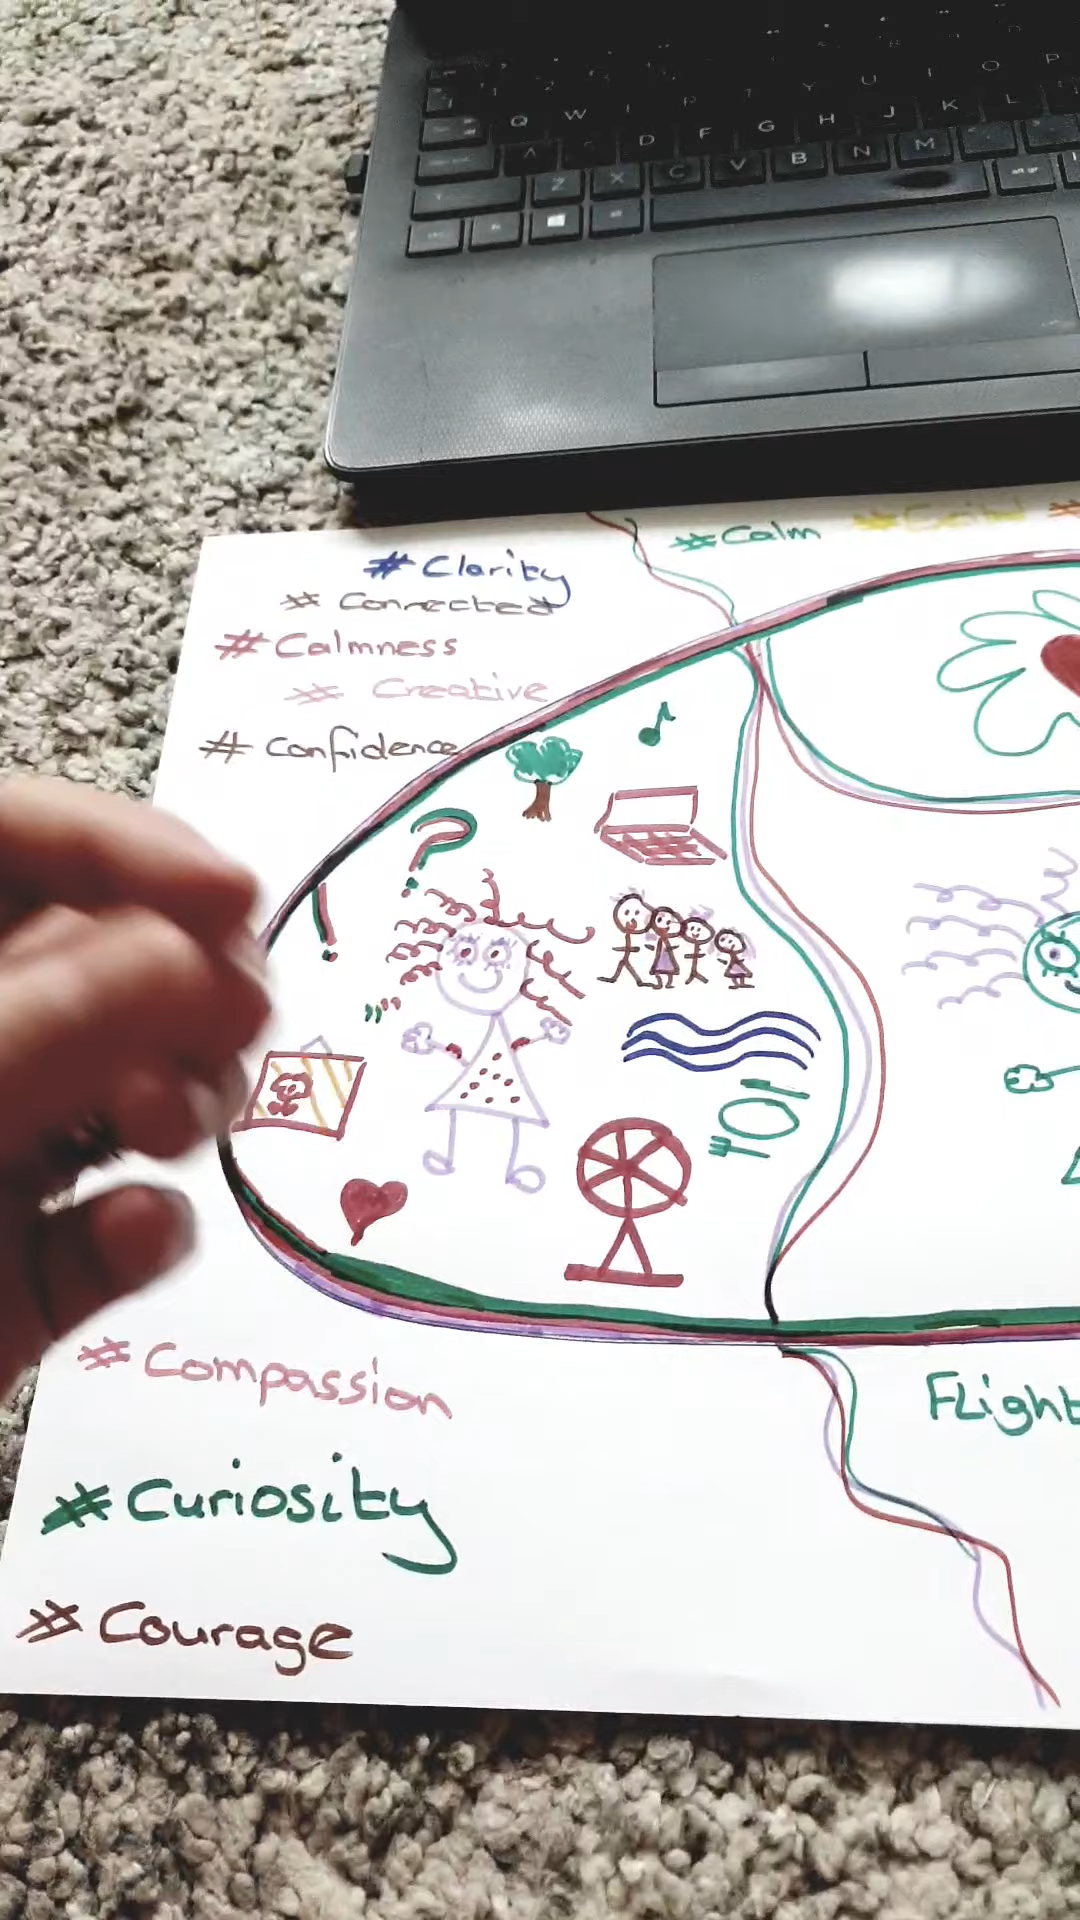 Q W U I O P
D F G H J K L
Z X C V B N M
# Calm
# Clarity
# Connected
# Calmness
# Creative
# Confidence
# Compassion
# Curiosity
# Courage
Flight